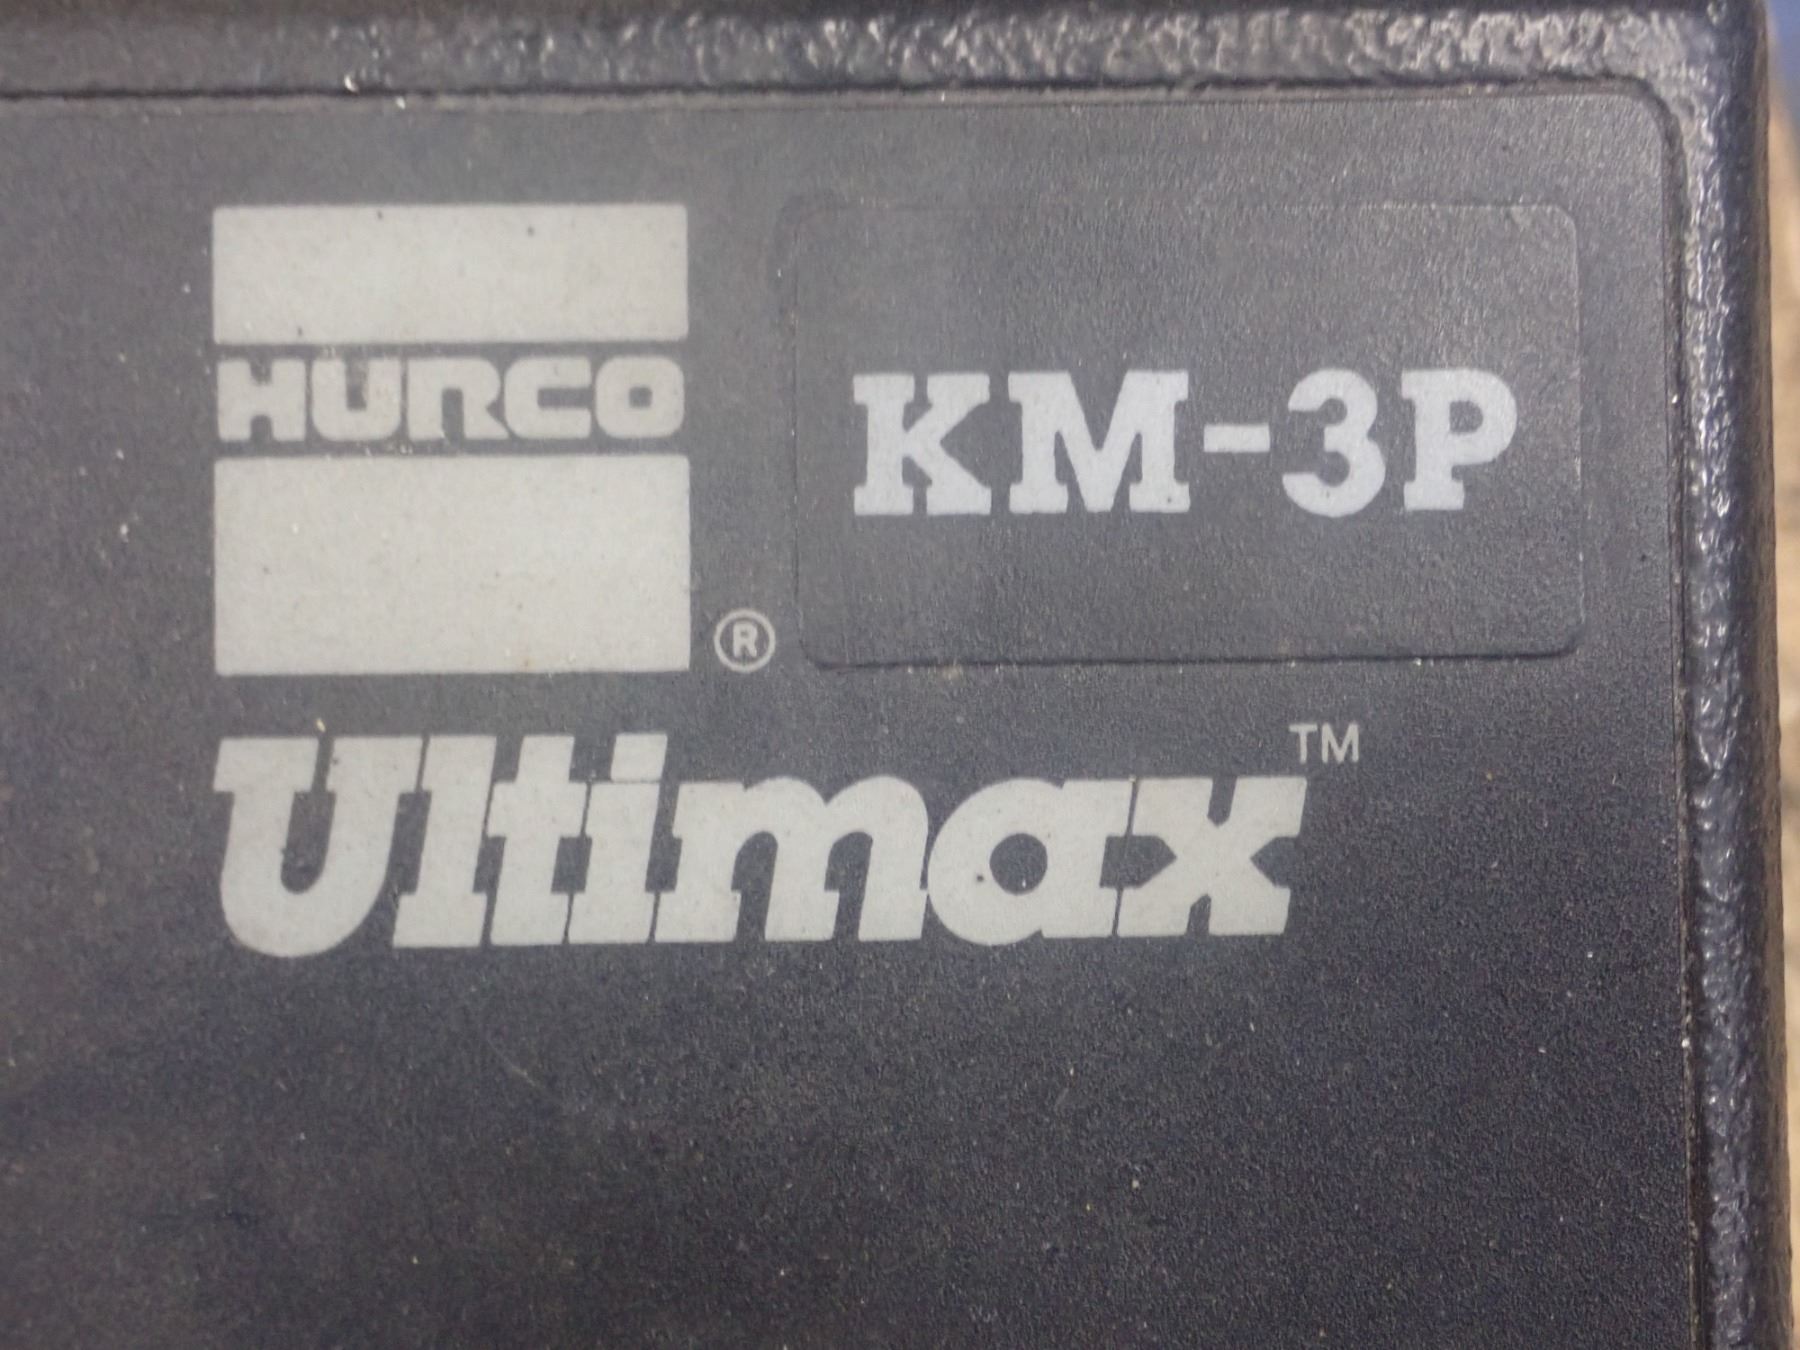 HURCO ®
KM-3P
Ultimax ™